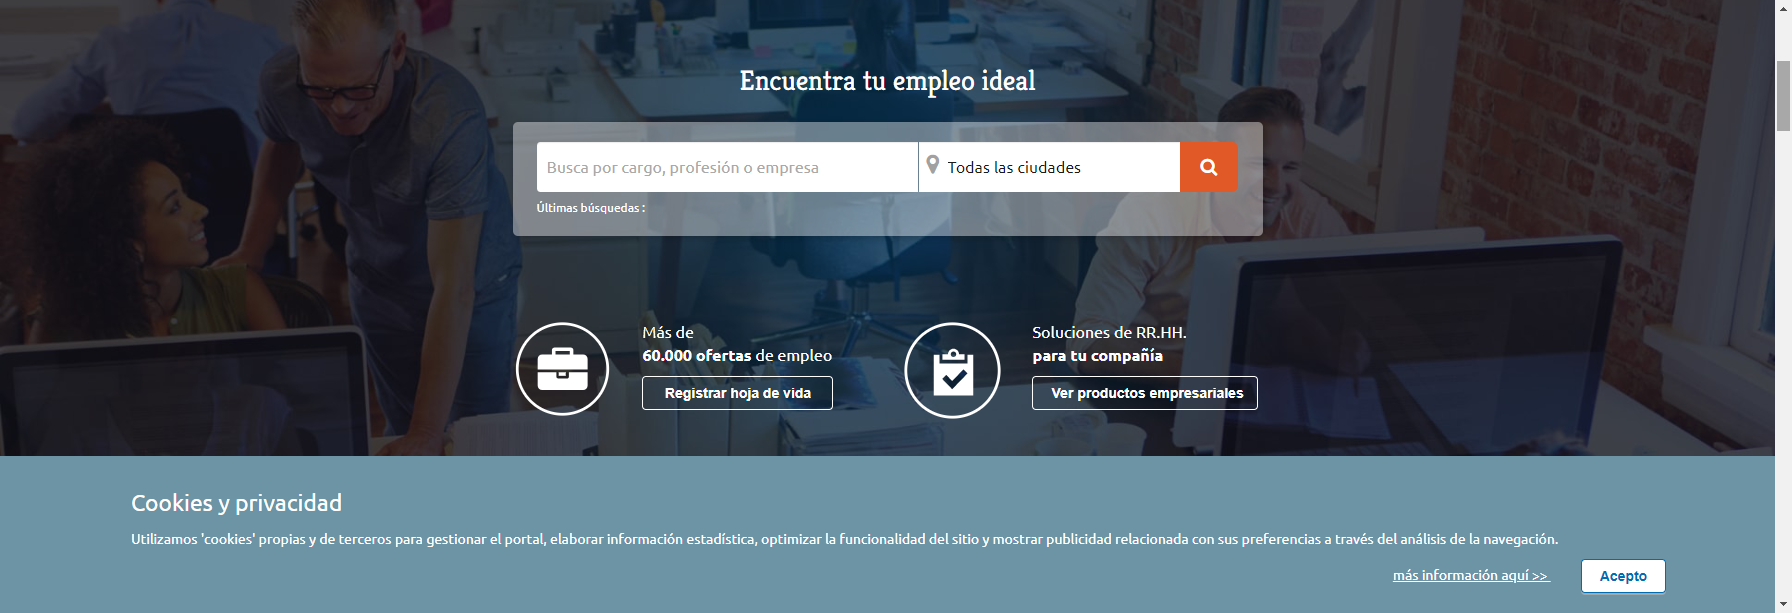 Encuentra tu empleo ideal
Busca por cargo, profesión o empresa
Todas las ciudades
Últimas búsquedas :
Más de
60.000 ofertas de empleo
Registrar hoja de vida
Soluciones de RR.HH.
para tu compañía
Ver productos empresariales
Cookies y privacidad
Utilizamos 'cookies' propias y de terceros para gestionar el portal, elaborar información estadística, optimizar la funcionalidad del sitio y mostrar publicidad relacionada con sus preferencias a través del análisis de la navegación.
más información aquí >>
Acepto